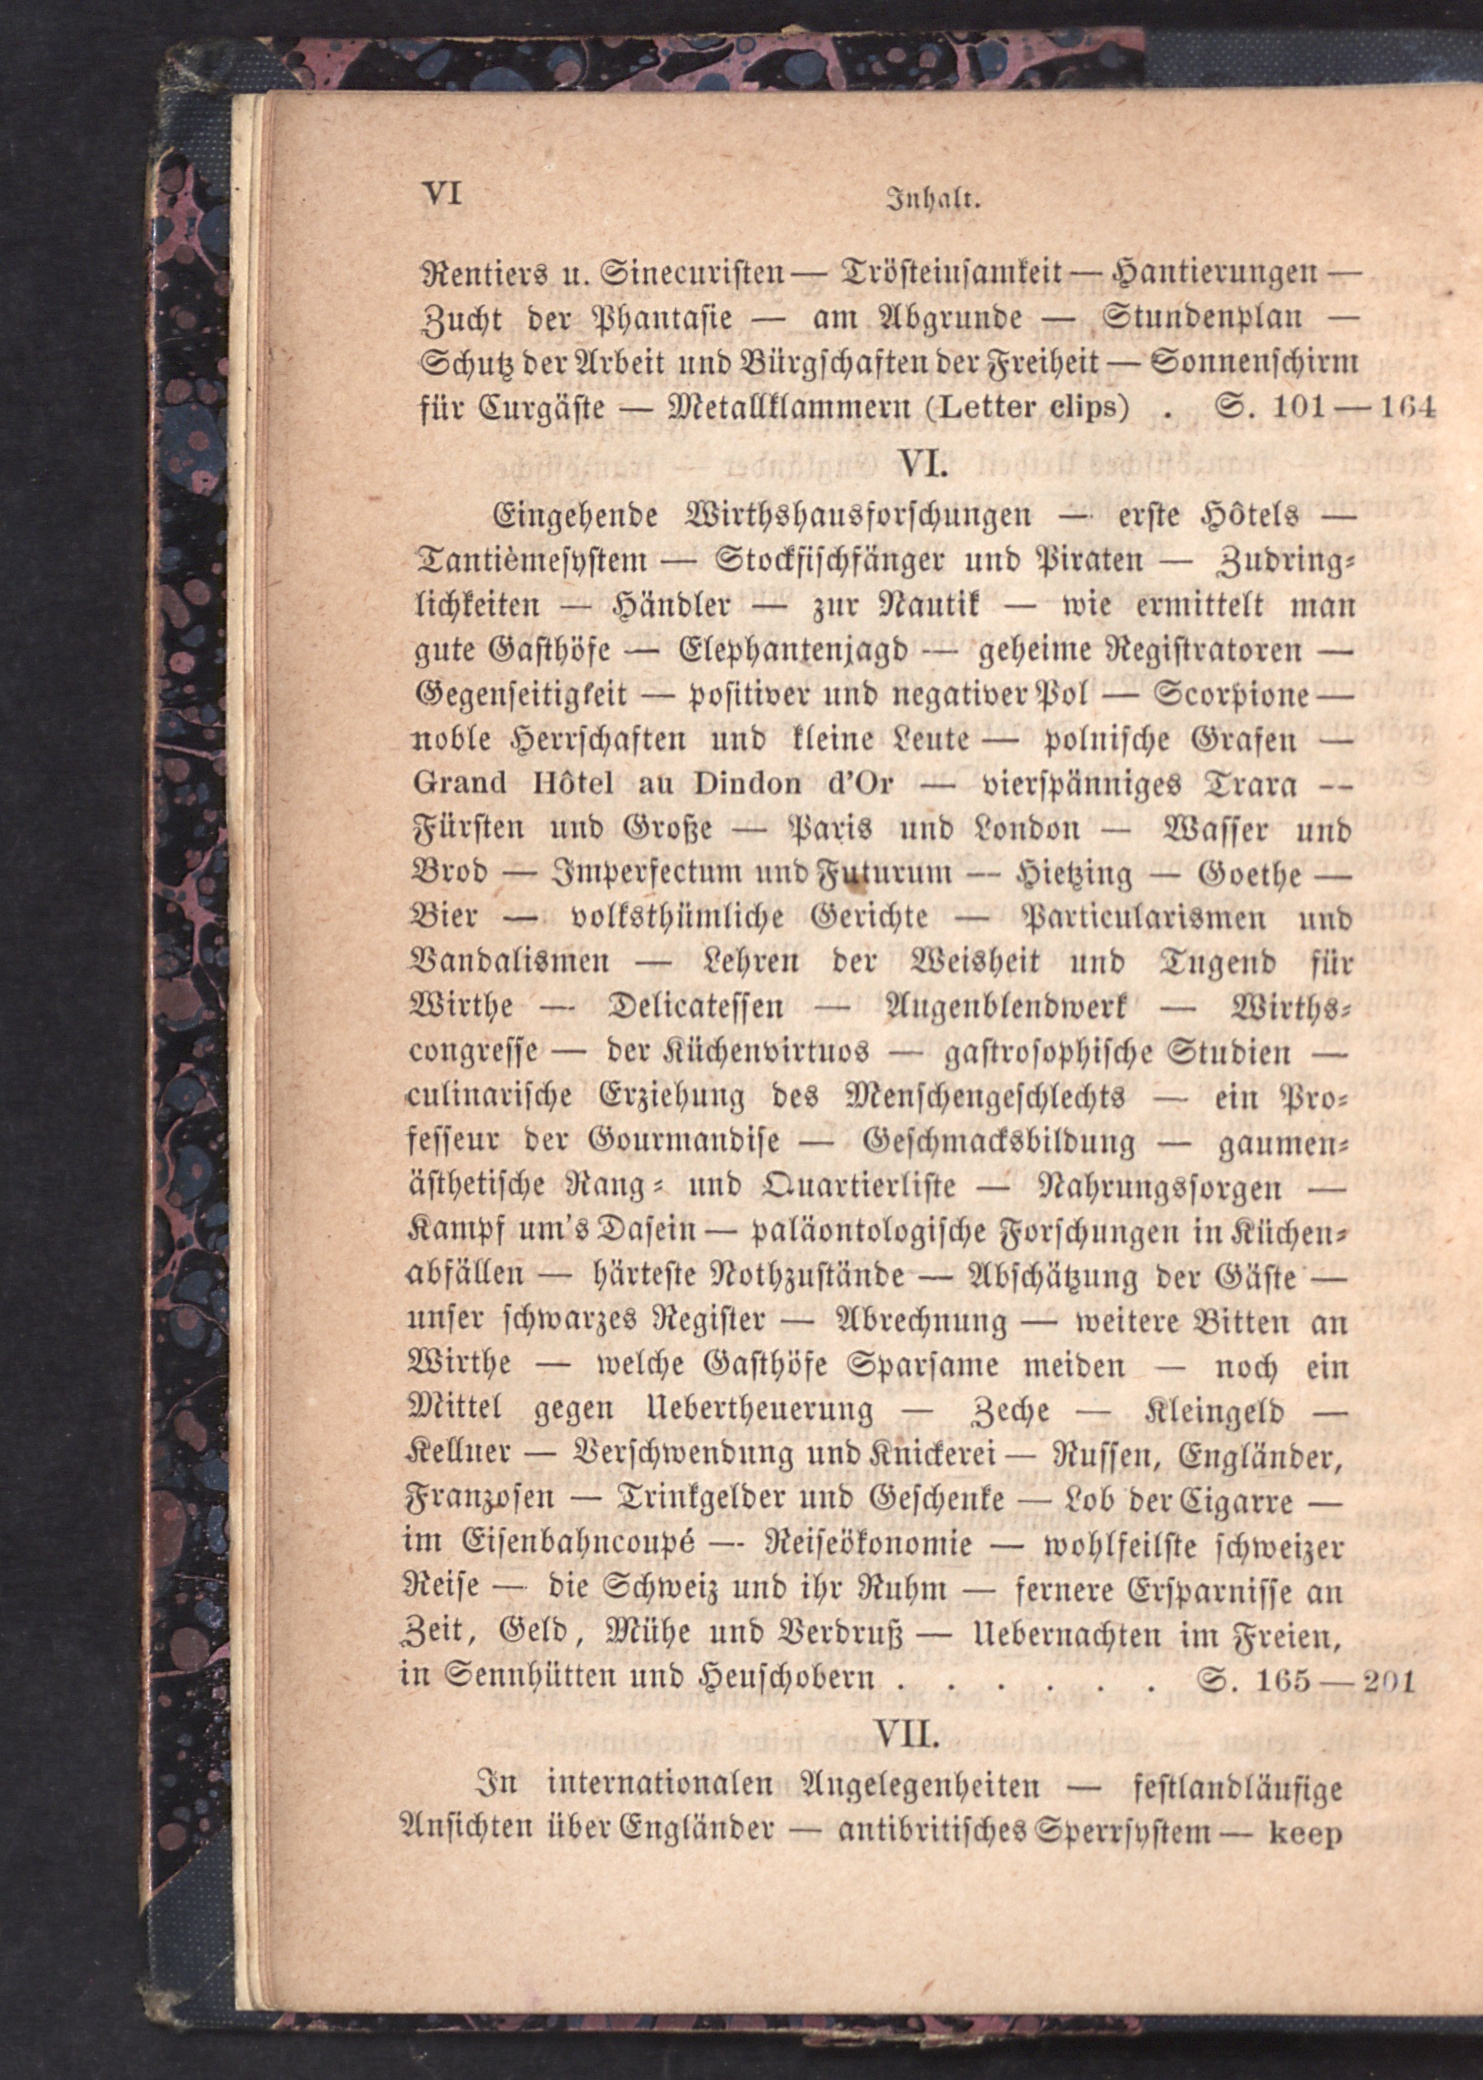 VI
Inhalt.
Rentiers u. Sinecuristen — Trösteinsamkeit — Hantierungen —
Zucht der Phantasie — am Abgrunde — Stundenplan —
Schutz der Arbeit und Bürgschaften der Freiheit — Sonnenschirm
für Curgäste — Metallklammern (Letter clips) . S. 101—164
VI.
Eingehende Wirthshausforschungen — erste Hôtels —
Tantièmesystem — Stockfischfänger und Piraten — Zudring-
lichkeiten — Händler — zur Nautik — wie ermittelt man
gute Gasthöfe — Elephantenjagd — geheime Registratoren —
Gegenseitigkeit — positiver und negativer Pol — Scorpione —
noble Herrschaften und kleine Leute — polnische Grafen —
Grand Hôtel au Dindon d'Or — vierspänniges Trara —
Fürsten und Große — Paris und London — Wasser und
Brod — Imperfectum und Futurum — Hietzing — Goethe —
Bier — volksthümliche Gerichte — Particularismen und
Vandalismen — Lehren der Weisheit und Tugend für
Wirthe — Delicatessen — Augenblendwerk — Wirths-
congresse — der Küchenvirtuos — gastrosophische Studien —
culinarische Erziehung des Menschengeschlechts — ein Pro-
fesseur der Gourmandise — Geschmacksbildung — gaumen-
ästhetische Rang- und Quartierliste — Nahrungssorgen —
Kampf um's Dasein — paläontologische Forschungen in Küchen-
abfällen — härteste Nothzustände — Abschätzung der Gäste —
unser schwarzes Register — Abrechnung — weitere Bitten an
Wirthe — welche Gasthöfe Sparsame meiden — noch ein
Mittel gegen Uebertheuerung — Zeche — Kleingeld —
Kellner — Verschwendung und Knickerei — Russen, Engländer,
Franzosen — Trinkgelder und Geschenke — Lob der Cigarre —
im Eisenbahncoupé — Reiseökonomie — wohlfeilste schweizer
Reise — die Schweiz und ihr Ruhm — fernere Ersparnisse an
Zeit, Geld, Mühe und Verdruß — Uebernachten im Freien,
in Sennhütten und Heuschobern . . . . . . S. 165—201
VII.
In internationalen Angelegenheiten — festlandläufige
Ansichten über Engländer — antibritisches Sperrsystem — keep